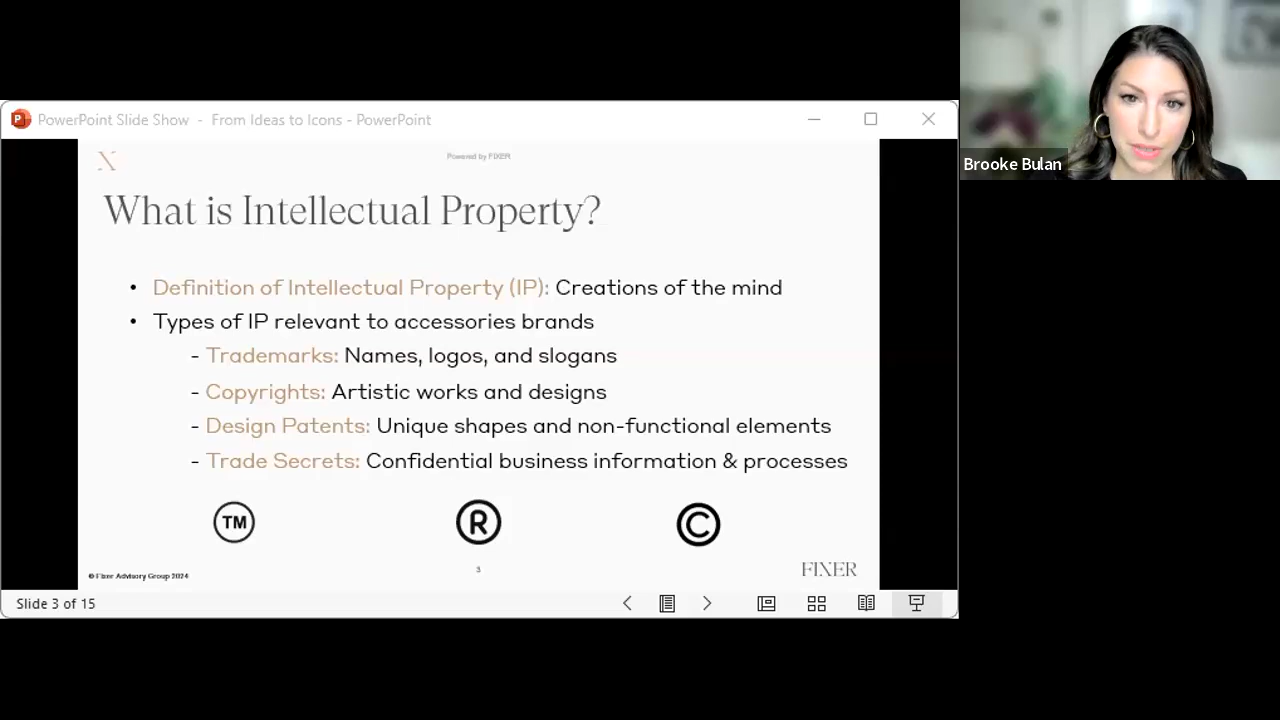 PowerPoint Slide Show - From Ideas to Icons - PowerPoint
X
Powered by FIXER
What is Intellectual Property?
• Definition of Intellectual Property (IP): Creations of the mind
• Types of IP relevant to accessories brands
- Trademarks: Names, logos, and slogans
- Copyrights: Artistic works and designs
- Design Patents: Unique shapes and non-functional elements
- Trade Secrets: Confidential business information & processes
TM
R
C
3
© Fixer Advisory Group 2024
FIXER
Slide 3 of 15
Brooke Bulan